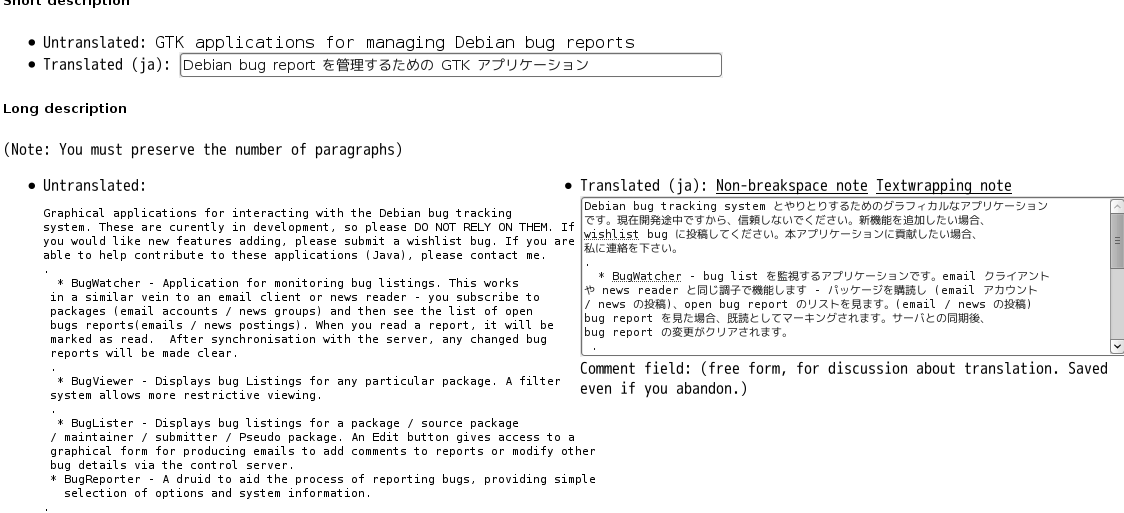 Short description
• Untranslated: GTK applications for managing Debian bug reports
• Translated (ja): Debian bug report を管理するための GTK アプリケーション
Long description
(Note: You must preserve the number of paragraphs)
• Untranslated:
Graphical applications for interacting with the Debian bug tracking
system. These are curently in development, so please DO NOT RELY ON THEM. If
you would like new features adding, please submit a wishlist bug. If you are
able to help contribute to these applications (Java), please contact me.
.
* BugWatcher - Application for monitoring bug listings. This works
in a similar vein to an email client or news reader - you subscribe to
packages (email accounts / news groups) and then see the list of open
bugs reports(emails / news postings). When you read a report, it will be
marked as read.  After synchronisation with the server, any changed bug
reports will be made clear.
.
* BugViewer - Displays bug Listings for any particular package. A filter
system allows more restrictive viewing.
.
* BugLister - Displays bug listings for a package / source package
/ maintainer / submitter / Pseudo package. An Edit button gives access to a
graphical form for producing emails to add comments to reports or modify other
bug details via the control server.
* BugReporter - A druid to aid the process of reporting bugs, providing simple
selection of options and system information.
.
• Translated (ja): Non-breakspace note Textwrapping note
Debian bug tracking system とやりとりするためのグラフィカルなアプリケーション
です。現在開発途中ですから、信頼しないでください。新機能を追加したい場合、
wishlist bug に投稿してください。本アプリケーションに貢献したい場合、
私に連絡を下さい。
.
* BugWatcher - bug list を監視するアプリケーションです。email クライアント
や news reader と同じ調子で機能します - パッケージを購読し (email アカウント
/ news の投稿)、open bug report のリストを見ます。(email / news の投稿)
bug report を見た場合、既読としてマーキングされます。サーバとの同期後、
bug report の変更がクリアされます。
.
Comment field: (free form, for discussion about translation. Saved
even if you abandon.)